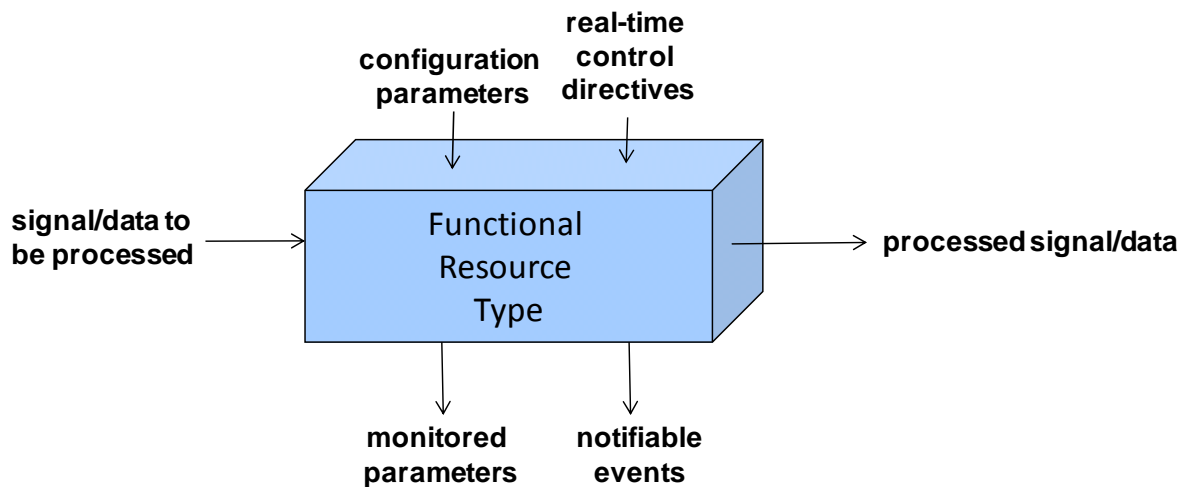 real-time
control
directives
configuration
parameters
signal/data to
be processed
Functional
Resource
Type
processed signal/data
monitored
parameters
notifiable
events